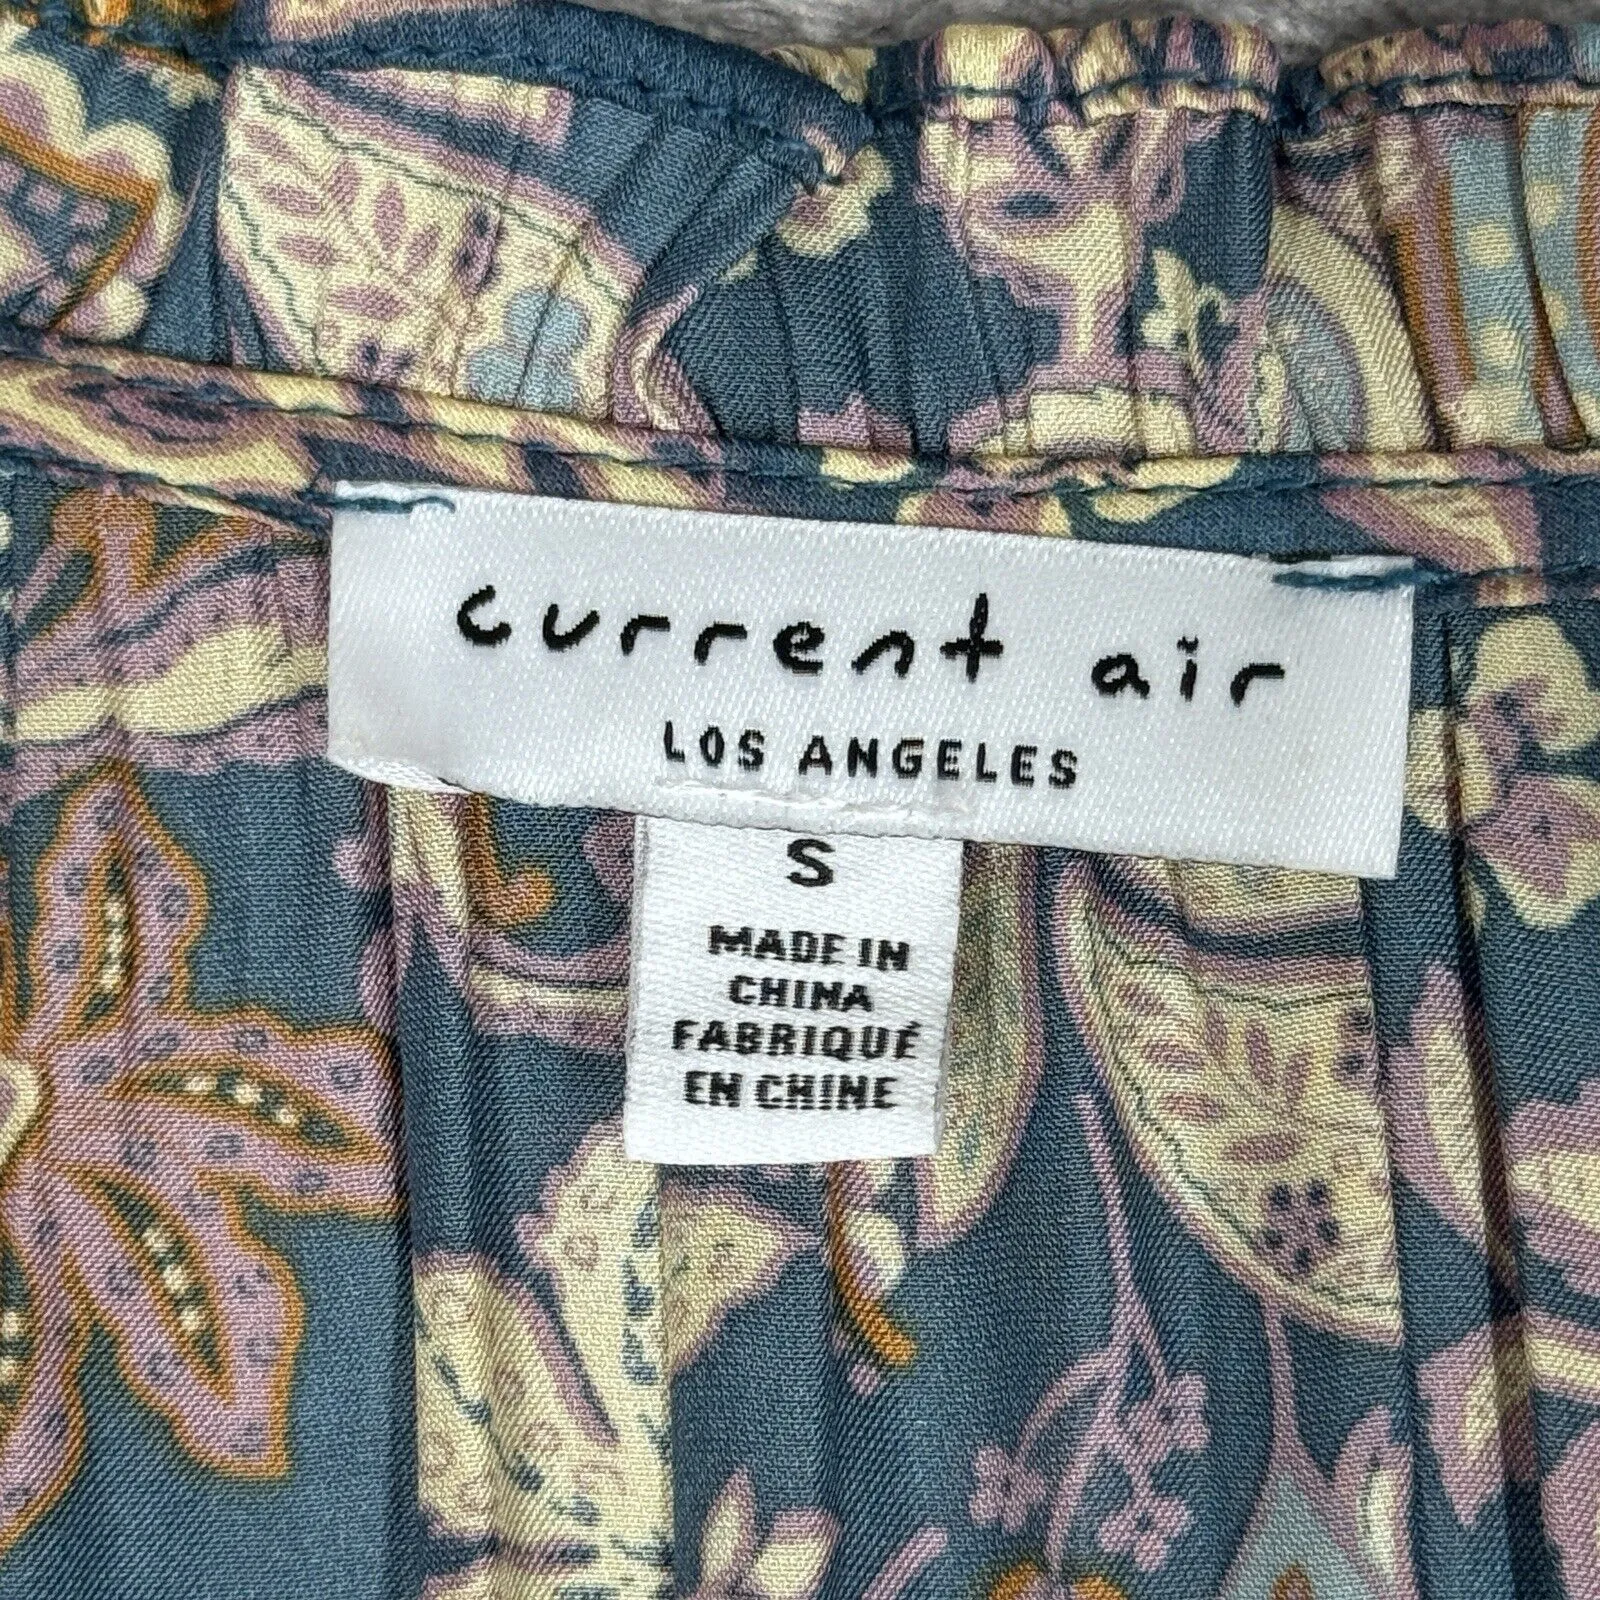 current air
LOS ANGELES
S
MADE IN
CHINA
FABRIQUÉ
EN CHINE